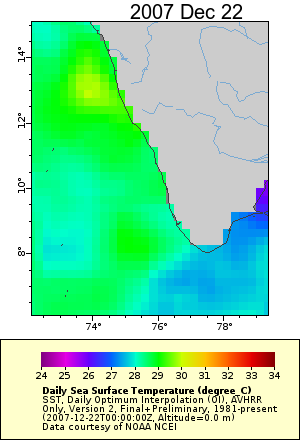 2007 Dec 22
14°
12°
10°
8°
74°
76°
78°
24 25 26 27 28 29 30 31 32 33 34
Daily Sea Surface Temperature (degree_C)
SST, Daily Optimum Interpolation (OI), AVHRR
Only, Version 2, Final+Preliminary, 1981-present
(2007-12-22T00:00:00Z, Altitude=0.0 m)
Data courtesy of NOAA NCEI